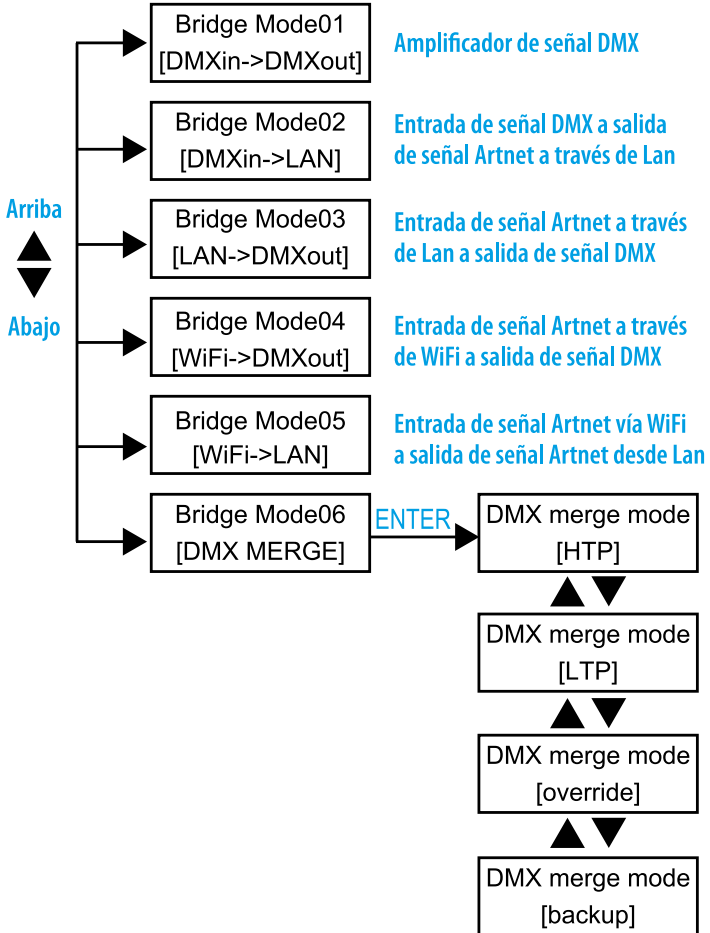 Bridge Mode01
[DMXin->DMXout]
Amplificador de señal DMX
Bridge Mode02
[DMXin->LAN]
Entrada de señal DMX a salida
de señal Artnet a través de Lan
Arriba
Abajo
Bridge Mode03
[LAN->DMXout]
Entrada de señal Artnet a través
de Lan a salida de señal DMX
Bridge Mode04
[WiFi->DMXout]
Entrada de señal Artnet a través
de WiFi a salida de señal DMX
Bridge Mode05
[WiFi->LAN]
Entrada de señal Artnet vía WiFi
a salida de señal Artnet desde Lan
Bridge Mode06
[DMX MERGE]
ENTER
DMX merge mode
[HTP]
DMX merge mode
[LTP]
DMX merge mode
[override]
DMX merge mode
[backup]